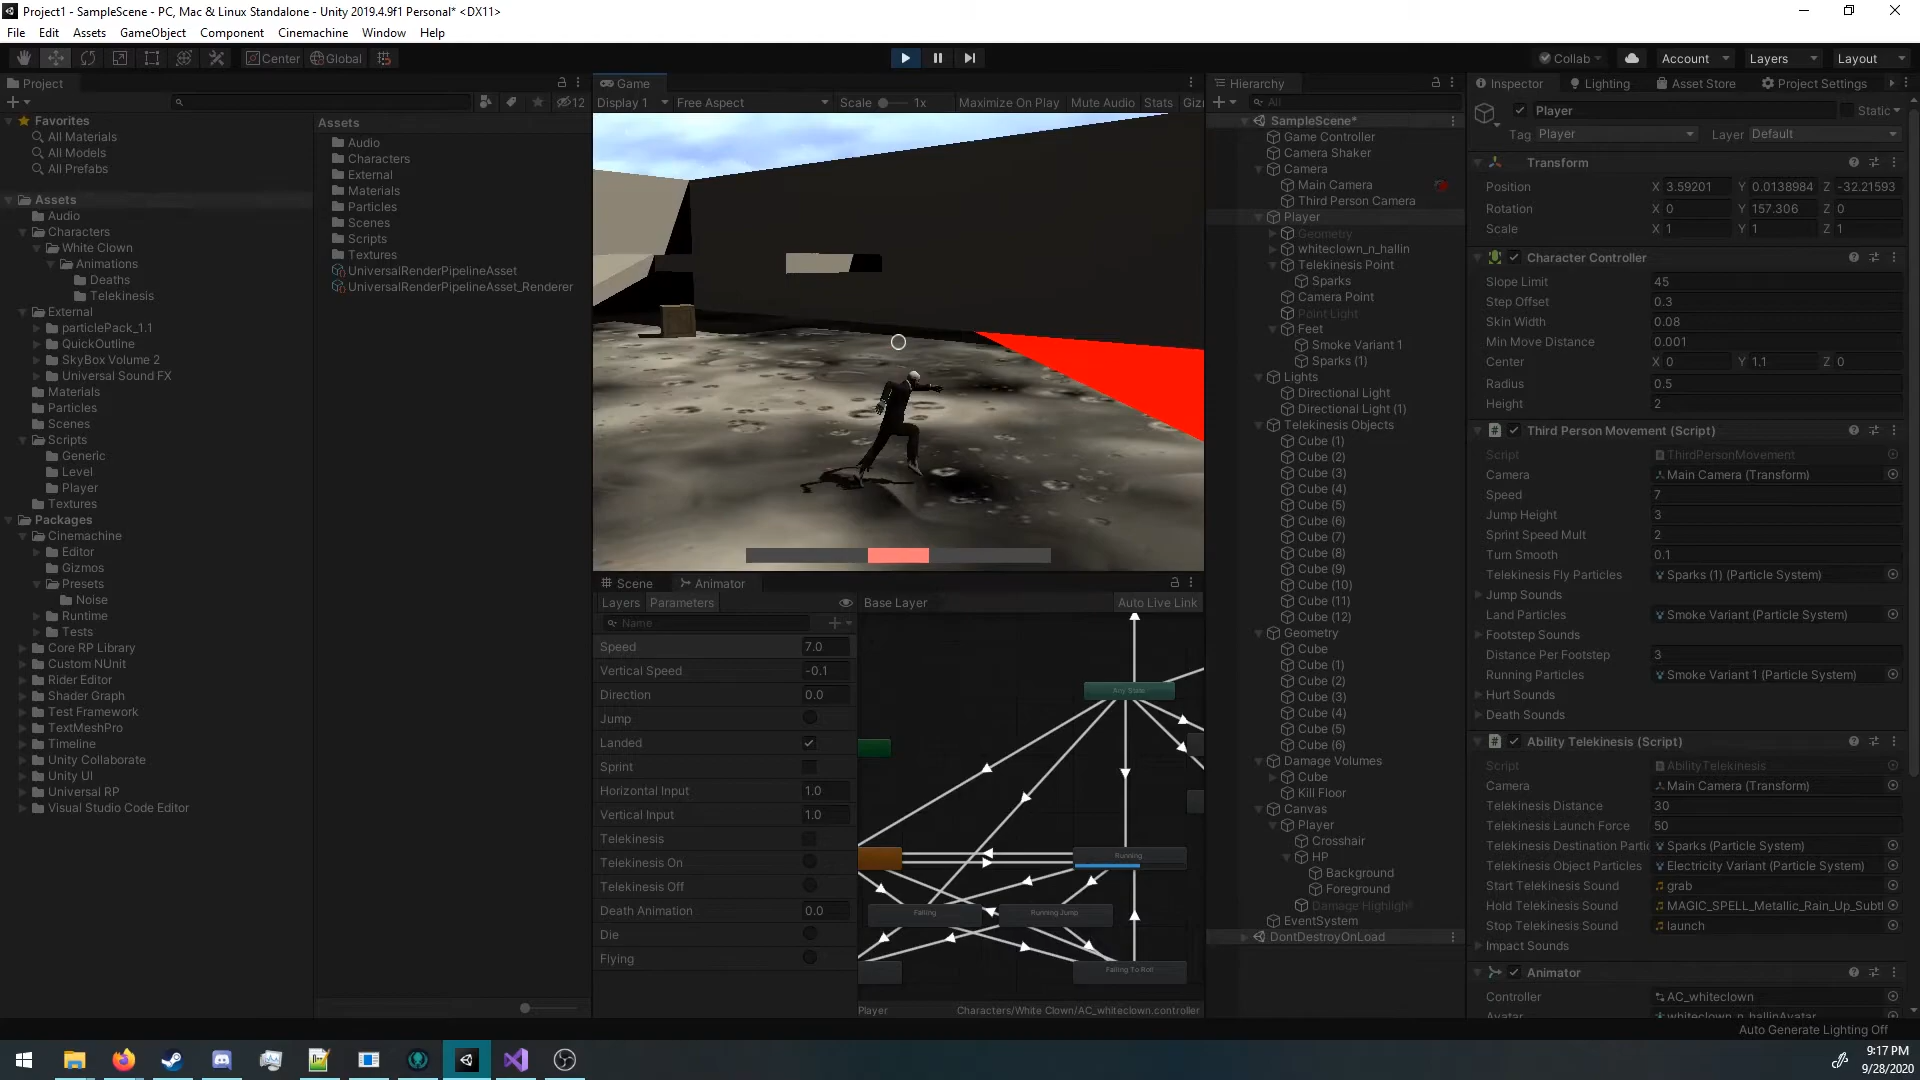 Project1 - SampleScene - PC, Mac & Linux Standalone - Unity 2019.4.9f1 Personal* <DX11>
File Edit Assets GameObject Component Cinemachine Window Help
Center Global Collab Account Layers Layout
Project
12
Favorites
All Materials
All Models
All Prefabs
Assets
Audio
Characters
White Clown
Animations
Deaths
Telekinesis
External
particlePack_1.1
QuickOutline
SkyBox Volume 2
Universal Sound FX
Materials
Particles
Scenes
Scripts
Generic
Level
Player
Textures
Packages
Cinemachine
Editor
Gizmos
Presets
Noise
Runtime
Tests
Core RP Library
Custom NUnit
Rider Editor
Shader Graph
Test Framework
TextMeshPro
Timeline
Unity Collaborate
Unity UI
Universal RP
Visual Studio Code Editor
Assets
Audio
Characters
External
Materials
Particles
Scenes
Scripts
Textures
UniversalRenderPipelineAsset
UniversalRenderPipelineAsset_Renderer
Game
Display 1 Free Aspect Scale 1x Maximize On Play Mute Audio Stats Giz
Scene Animator
Layers Parameters Base Layer Auto Live Link
Name
Speed 7.0
Vertical Speed -0.1
Direction 0.0
Jump
Landed
Sprint
Horizontal Input 1.0
Vertical Input 1.0
Telekinesis
Telekinesis On
Telekinesis Off
Death Animation 0.0
Die
Flying
Any State
Running
Falling
Running Jump
Falling To Roll
Player Characters/White Clown/AC_whiteclown.controller
Hierarchy
All
SampleScene*
Game Controller
Camera Shaker
Camera
Main Camera
Third Person Camera
Player
Geometry
whiteclown_n_hallin
Telekinesis Point
Sparks
Camera Point
Point Light
Feet
Smoke Variant 1
Sparks (1)
Lights
Directional Light
Directional Light (1)
Telekinesis Objects
Cube (1)
Cube (2)
Cube (3)
Cube (4)
Cube (5)
Cube (6)
Cube (7)
Cube (8)
Cube (9)
Cube (10)
Cube (11)
Cube (12)
Geometry
Cube
Cube (1)
Cube (2)
Cube (3)
Cube (4)
Cube (5)
Cube (6)
Damage Volumes
Cube
Kill Floor
Canvas
Player
Crosshair
HP
Background
Foreground
Damage Highlight
EventSystem
DontDestroyOnLoad
Inspector Lighting Asset Store Project Settings
Player Static
Tag Player Layer Default
Transform
Position X 3.59201 Y 0.0138984 Z -32.21593
Rotation X 0 Y 157.306 Z 0
Scale X 1 Y 1 Z 1
Character Controller
Slope Limit 45
Step Offset 0.3
Skin Width 0.08
Min Move Distance 0.001
Center X 0 Y 1.1 Z 0
Radius 0.5
Height 2
Third Person Movement (Script)
Script ThirdPersonMovement
Camera Main Camera (Transform)
Speed 7
Jump Height 3
Sprint Speed Mult 2
Turn Smooth 0.1
Telekinesis Fly Particles Sparks (1) (Particle System)
Jump Sounds
Land Particles Smoke Variant (Particle System)
Footstep Sounds
Distance Per Footstep 3
Running Particles Smoke Variant 1 (Particle System)
Hurt Sounds
Death Sounds
Ability Telekinesis (Script)
Script AbilityTelekinesis
Camera Main Camera (Transform)
Telekinesis Distance 30
Telekinesis Launch Force 50
Telekinesis Destination Partic Sparks (Particle System)
Telekinesis Object Particles Electricity Variant (Particle System)
Start Telekinesis Sound grab
Hold Telekinesis Sound MAGIC_SPELL_Metallic_Rain_Up_Subtl
Stop Telekinesis Sound launch
Impact Sounds
Animator
Controller AC_whiteclown
Avatar whiteclown_n_hallinAvatar
Auto Generate Lighting Off
9:17 PM
9/28/2020